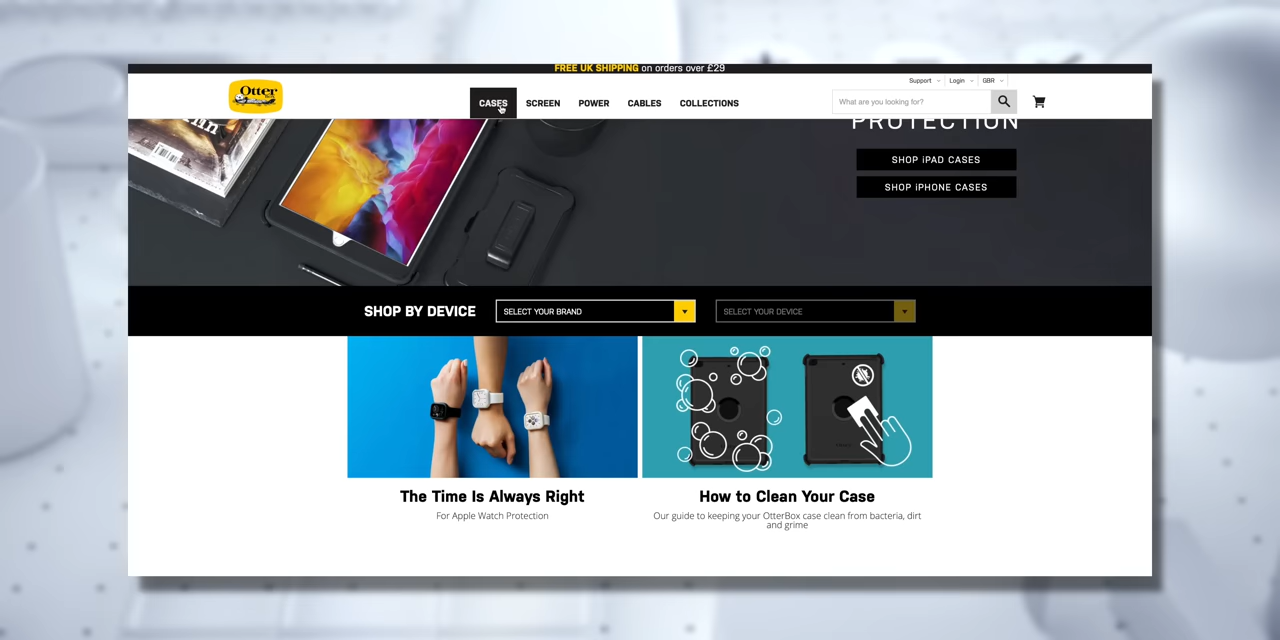 FREE UK SHIPPING on orders over £29
Support
Login
GBR
Otter
CASES
SCREEN
POWER
CABLES
COLLECTIONS
What are you looking for?
PROTECTION
SHOP iPAD CASES
SHOP iPHONE CASES
SHOP BY DEVICE
SELECT YOUR BRAND
SELECT YOUR DEVICE
The Time Is Always Right
For Apple Watch Protection
How to Clean Your Case
Our guide to keeping your OtterBox case clean from bacteria, dirt
and grime